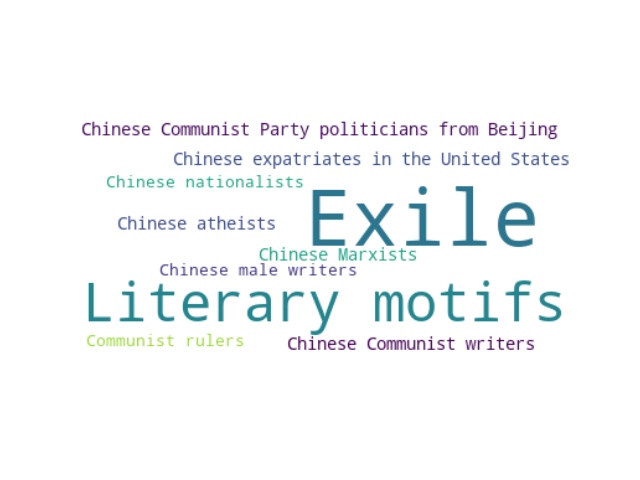 Chinese Communist Party politicians from Beijing
Chinese expatriates in the United States
Chinese nationalists
Exile
Chinese atheists
Chinese Marxists
Chinese male writers
Literary motifs
Communist rulers
Chinese Communist writers